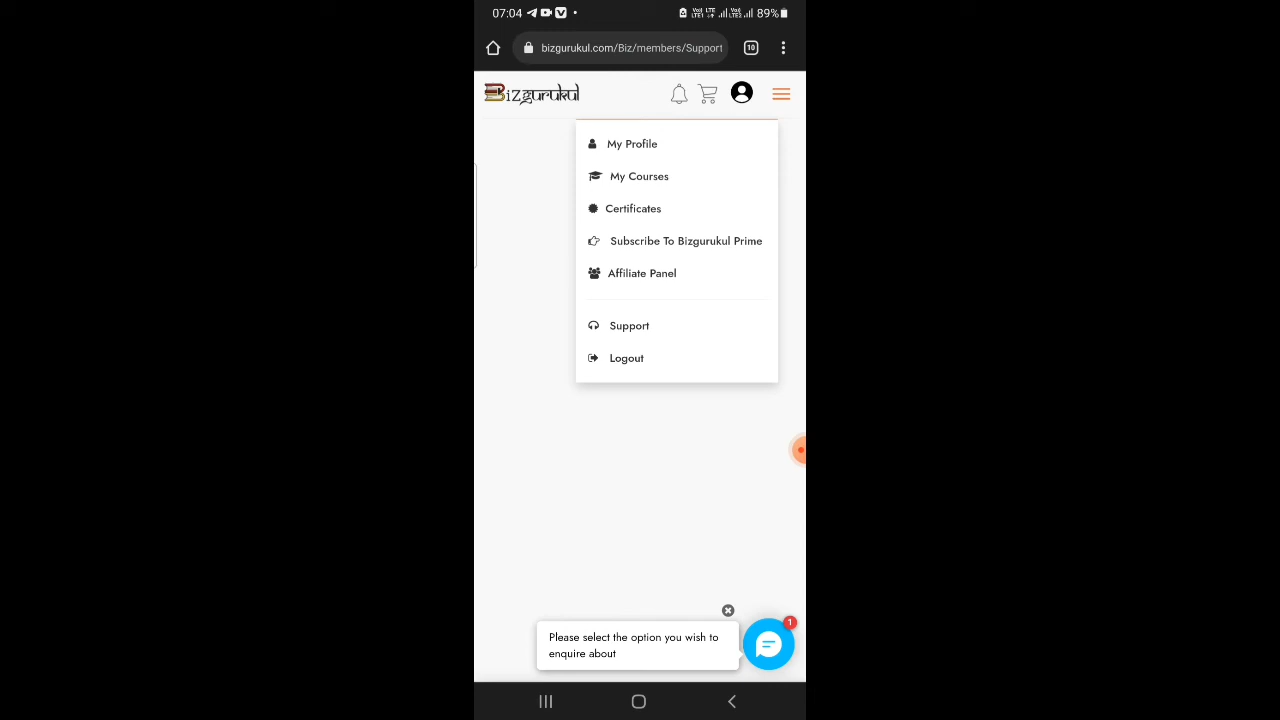 07:04 89%
bizgurukul.com/Biz/members/Support
10
Bizgurukul
My Profile
My Courses
Certificates
Subscribe To Bizgurukul Prime
Affiliate Panel
Support
Logout
1
Please select the option you wish to
enquire about